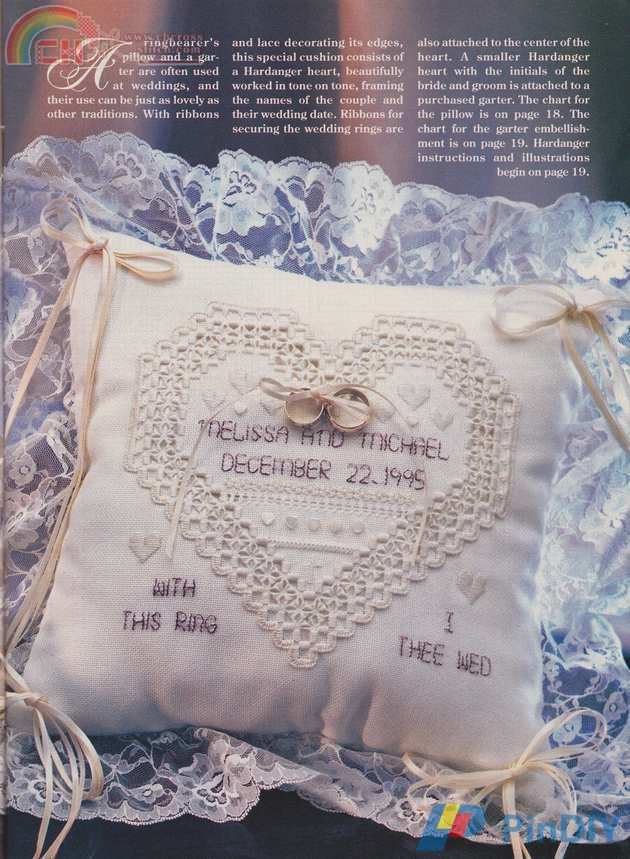 www.chcross
stitch.com
A ringbearer's
pillow and a gar-
ter are often used
at weddings, and
their use can be just as lovely as
other traditions. With ribbons
and lace decorating its edges,
this special cushion consists of
a Hardanger heart, beautifully
worked in tone on tone, framing
the names of the couple and
their wedding date. Ribbons for
securing the wedding rings are
also attached to the center of the
heart. A smaller Hardanger
heart with the initials of the
bride and groom is attached to a
purchased garter. The chart for
the pillow is on page 18. The
chart for the garter embellish-
ment is on page 19. Hardanger
instructions and illustrations
begin on page 19.
MELISSA AND MICHAEL
DECEMBER 22, 1995
WITH
THIS RING
I
THEE WED
PinDIY